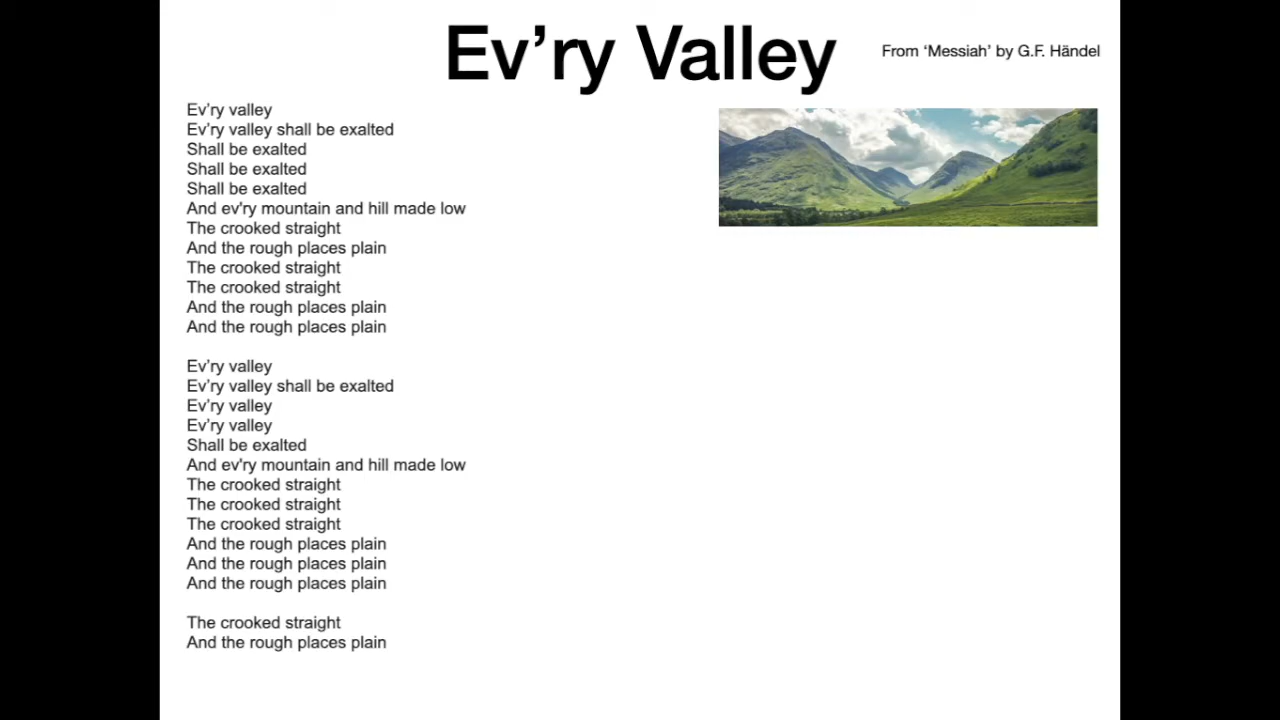 Ev’ry Valley
From ‘Messiah’ by G.F. Händel
Ev’ry valley
Ev’ry valley shall be exalted
Shall be exalted
Shall be exalted
Shall be exalted
And ev'ry mountain and hill made low
The crooked straight
And the rough places plain
The crooked straight
The crooked straight
And the rough places plain
And the rough places plain
Ev’ry valley
Ev’ry valley shall be exalted
Ev’ry valley
Ev’ry valley
Shall be exalted
And ev'ry mountain and hill made low
The crooked straight
The crooked straight
The crooked straight
And the rough places plain
And the rough places plain
And the rough places plain
The crooked straight
And the rough places plain